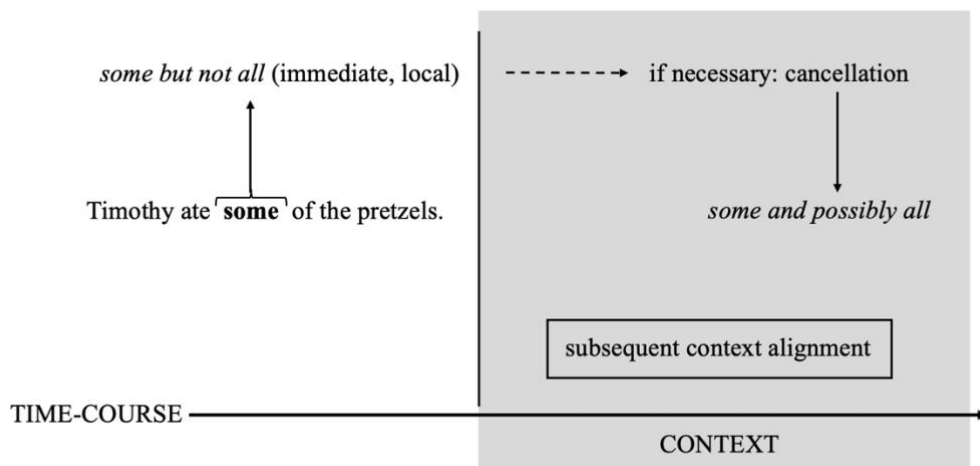 some but not all (immediate, local)
if necessary: cancellation
Timothy ate some of the pretzels.
some and possibly all
subsequent context alignment
TIME-COURSE
CONTEXT